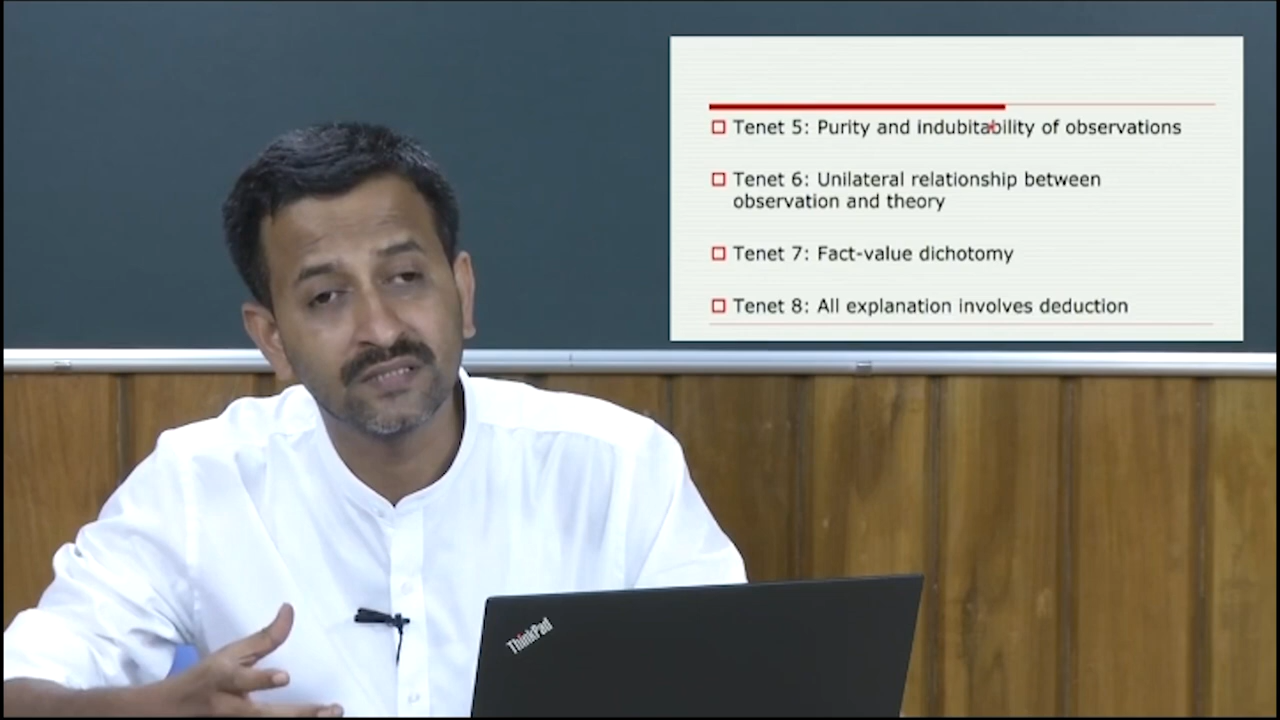 Tenet 5: Purity and indubitability of observations
Tenet 6: Unilateral relationship between
observation and theory
Tenet 7: Fact-value dichotomy
Tenet 8: All explanation involves deduction
ThinkPad